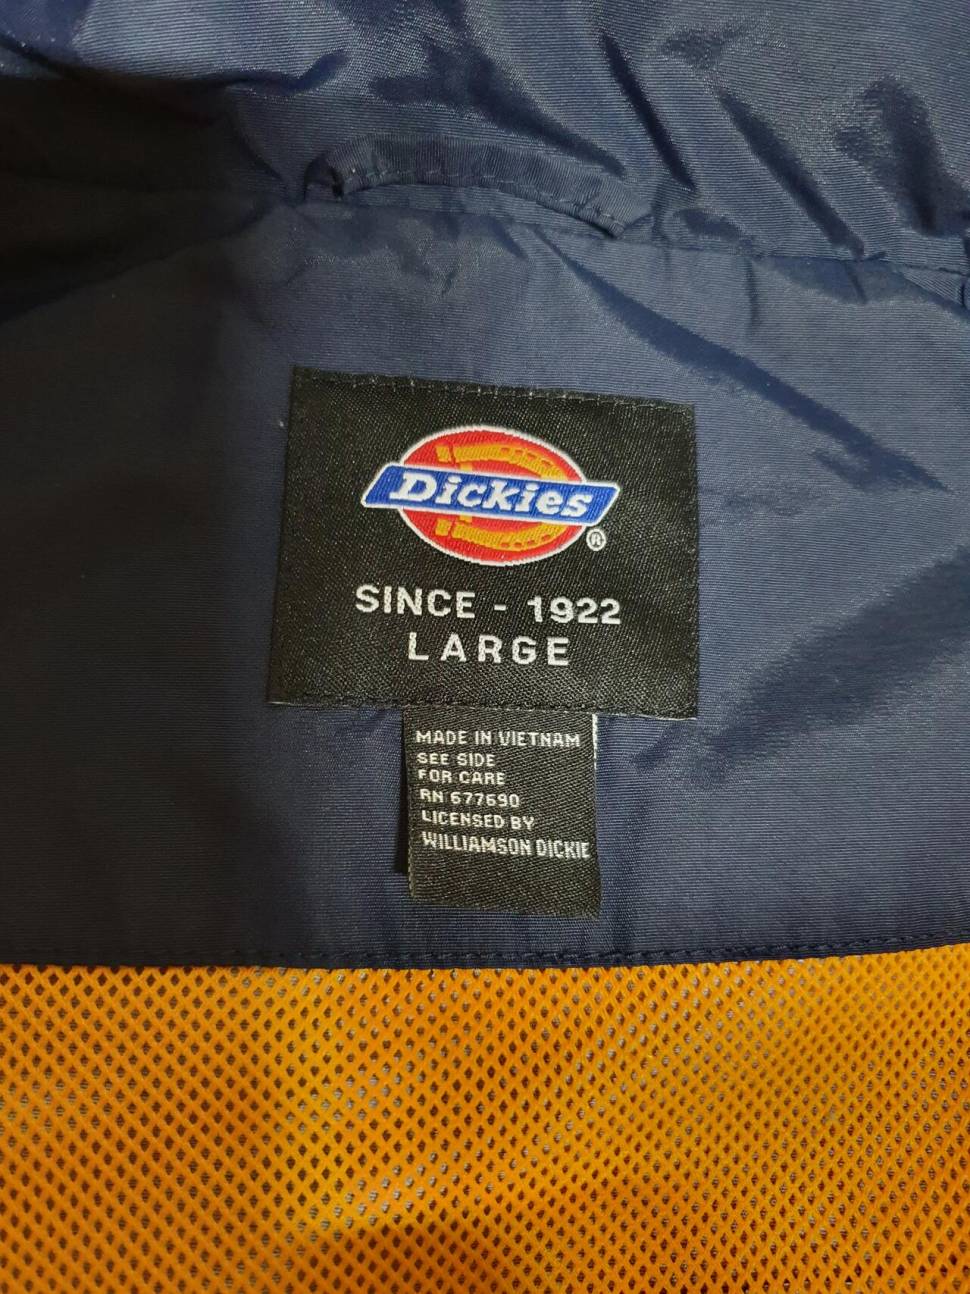 Dickies®
SINCE - 1922
LARGE
MADE IN VIETNAM
SEE SIDE
FOR CARE
RN 677690
LICENSED BY
WILLIAMSON DICKIE